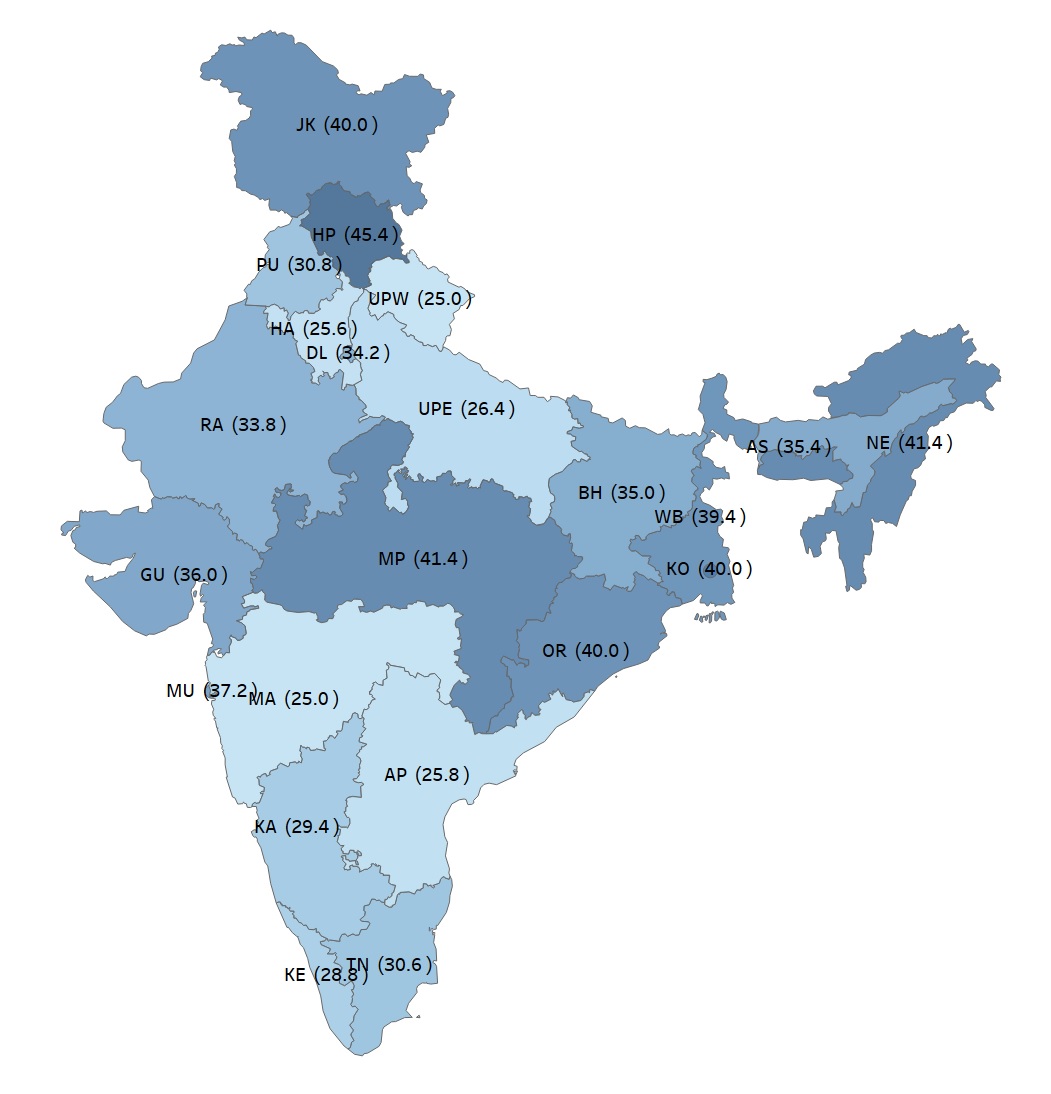 JK (40.0 )
HP (45.4 )
PU (30.8 )
UPW (25.0 )
HA (25.6 )
DL (34.2 )
UPE (26.4 )
RA (33.8 )
AS (35.4 )
NE (41.4 )
BH (35.0 )
WB (39.4 )
MP (41.4 )
KO (40.0 )
GU (36.0 )
OR (40.0 )
MU (37.2 )
MA (25.0 )
AP (25.8 )
KA (29.4 )
TN (30.6 )
KE (28.8 )